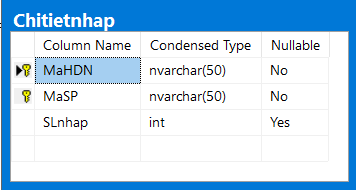 Chitietnhap
Column Name Condensed Type Nullable
MaHDN nvarchar(50) No
MaSP nvarchar(50) No
SLnhap int Yes